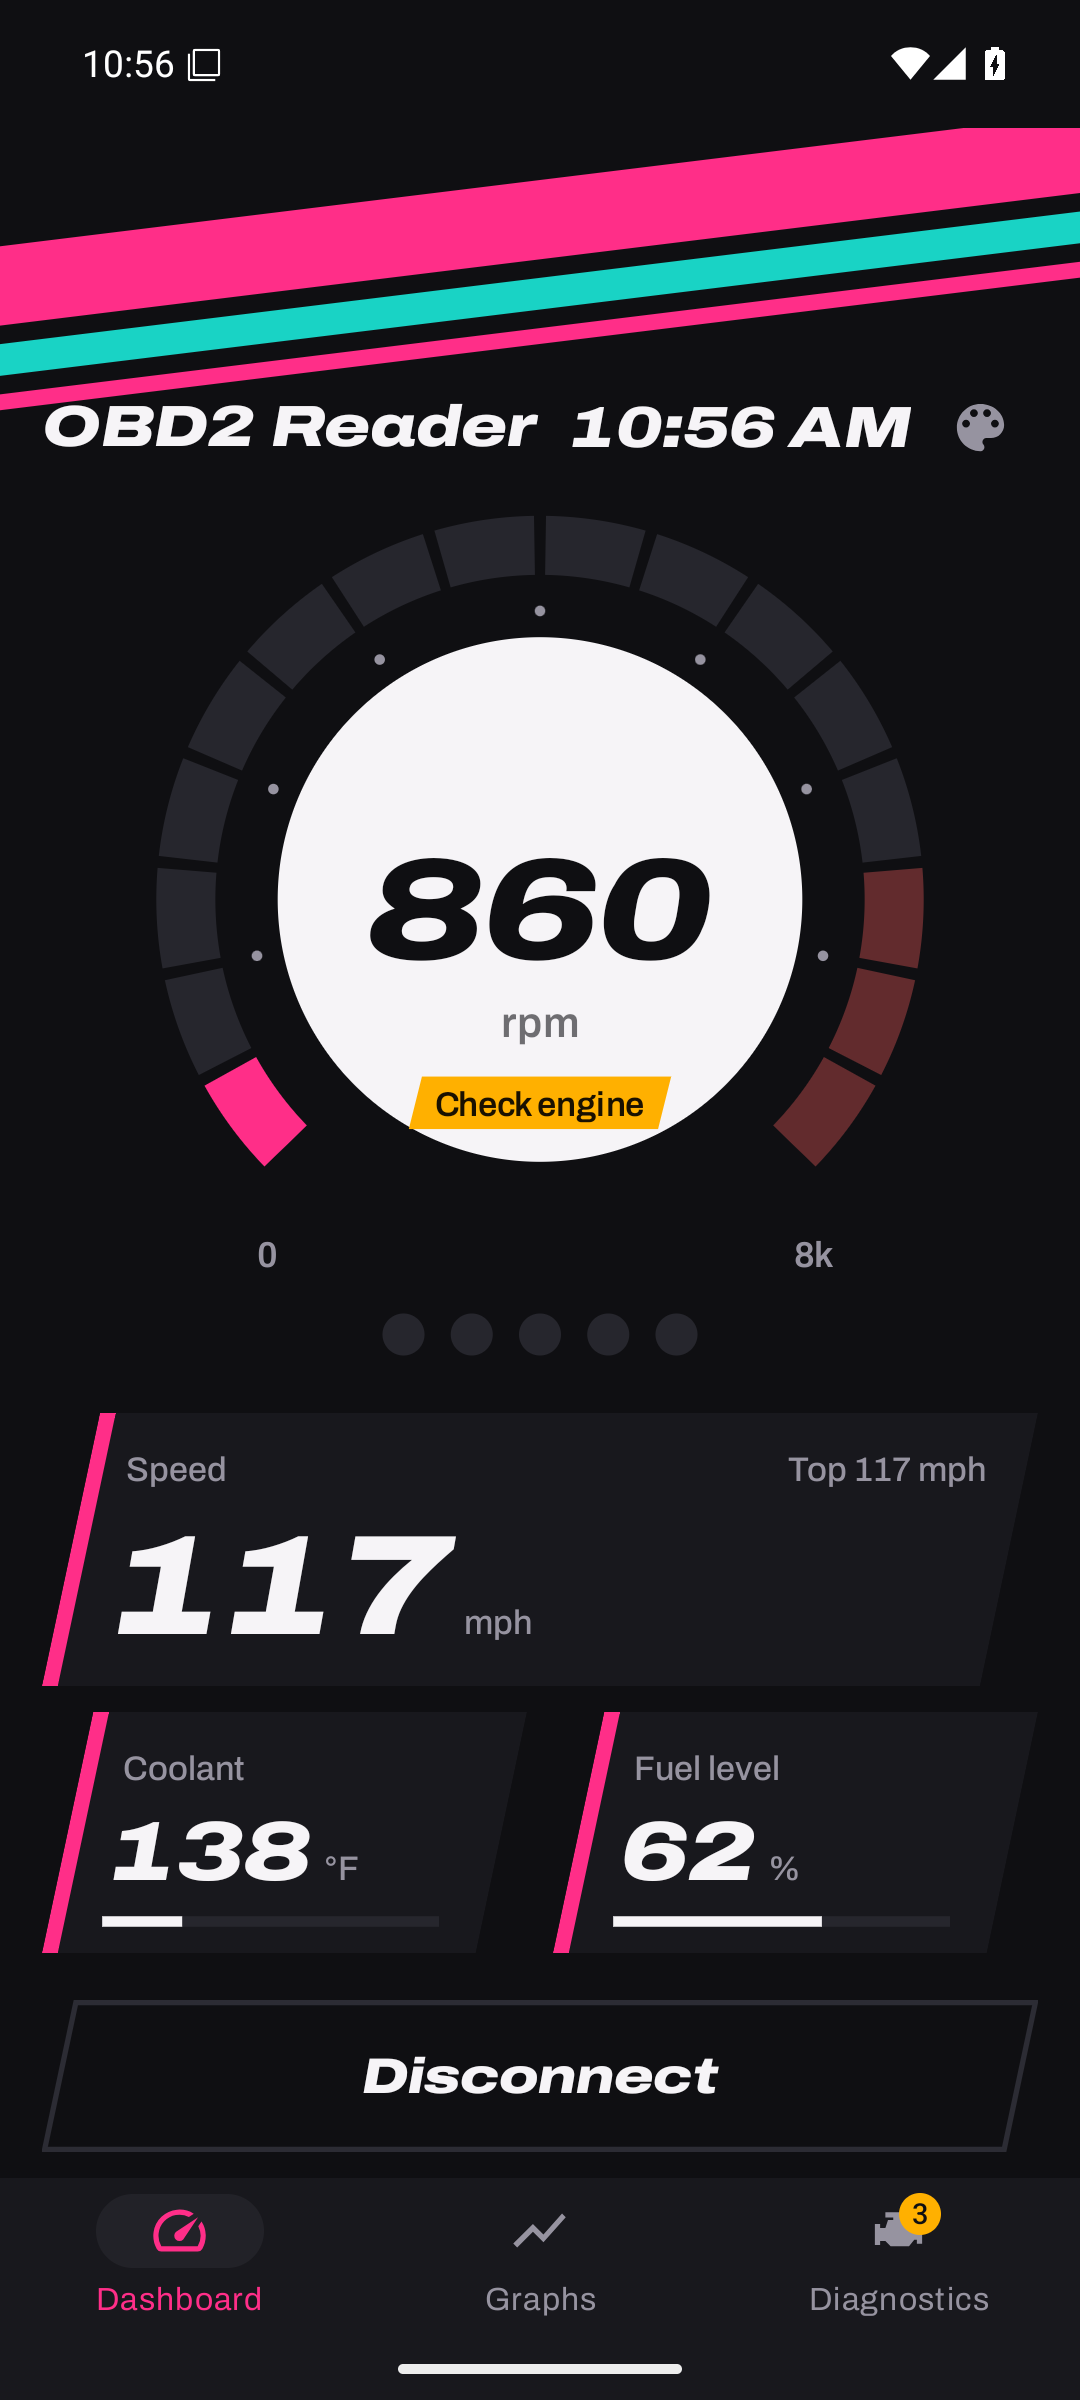 10:56
OBD2 Reader 10:56 AM
860
rpm
Check engine
0 8k
Speed Top 117 mph
117 mph
Coolant Fuel level
138 °F 62 %
Disconnect
3
Dashboard Graphs Diagnostics